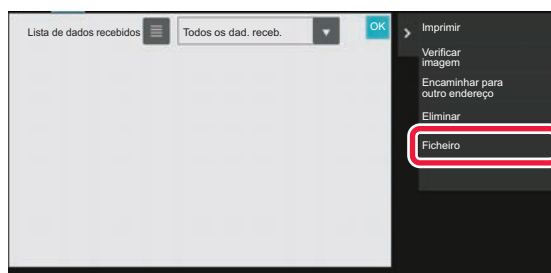 Lista de dados recebidos
Todos os dad. receb.
OK
Imprimir
Verificar
imagem
Encaminhar para
outro endereço
Eliminar
Ficheiro